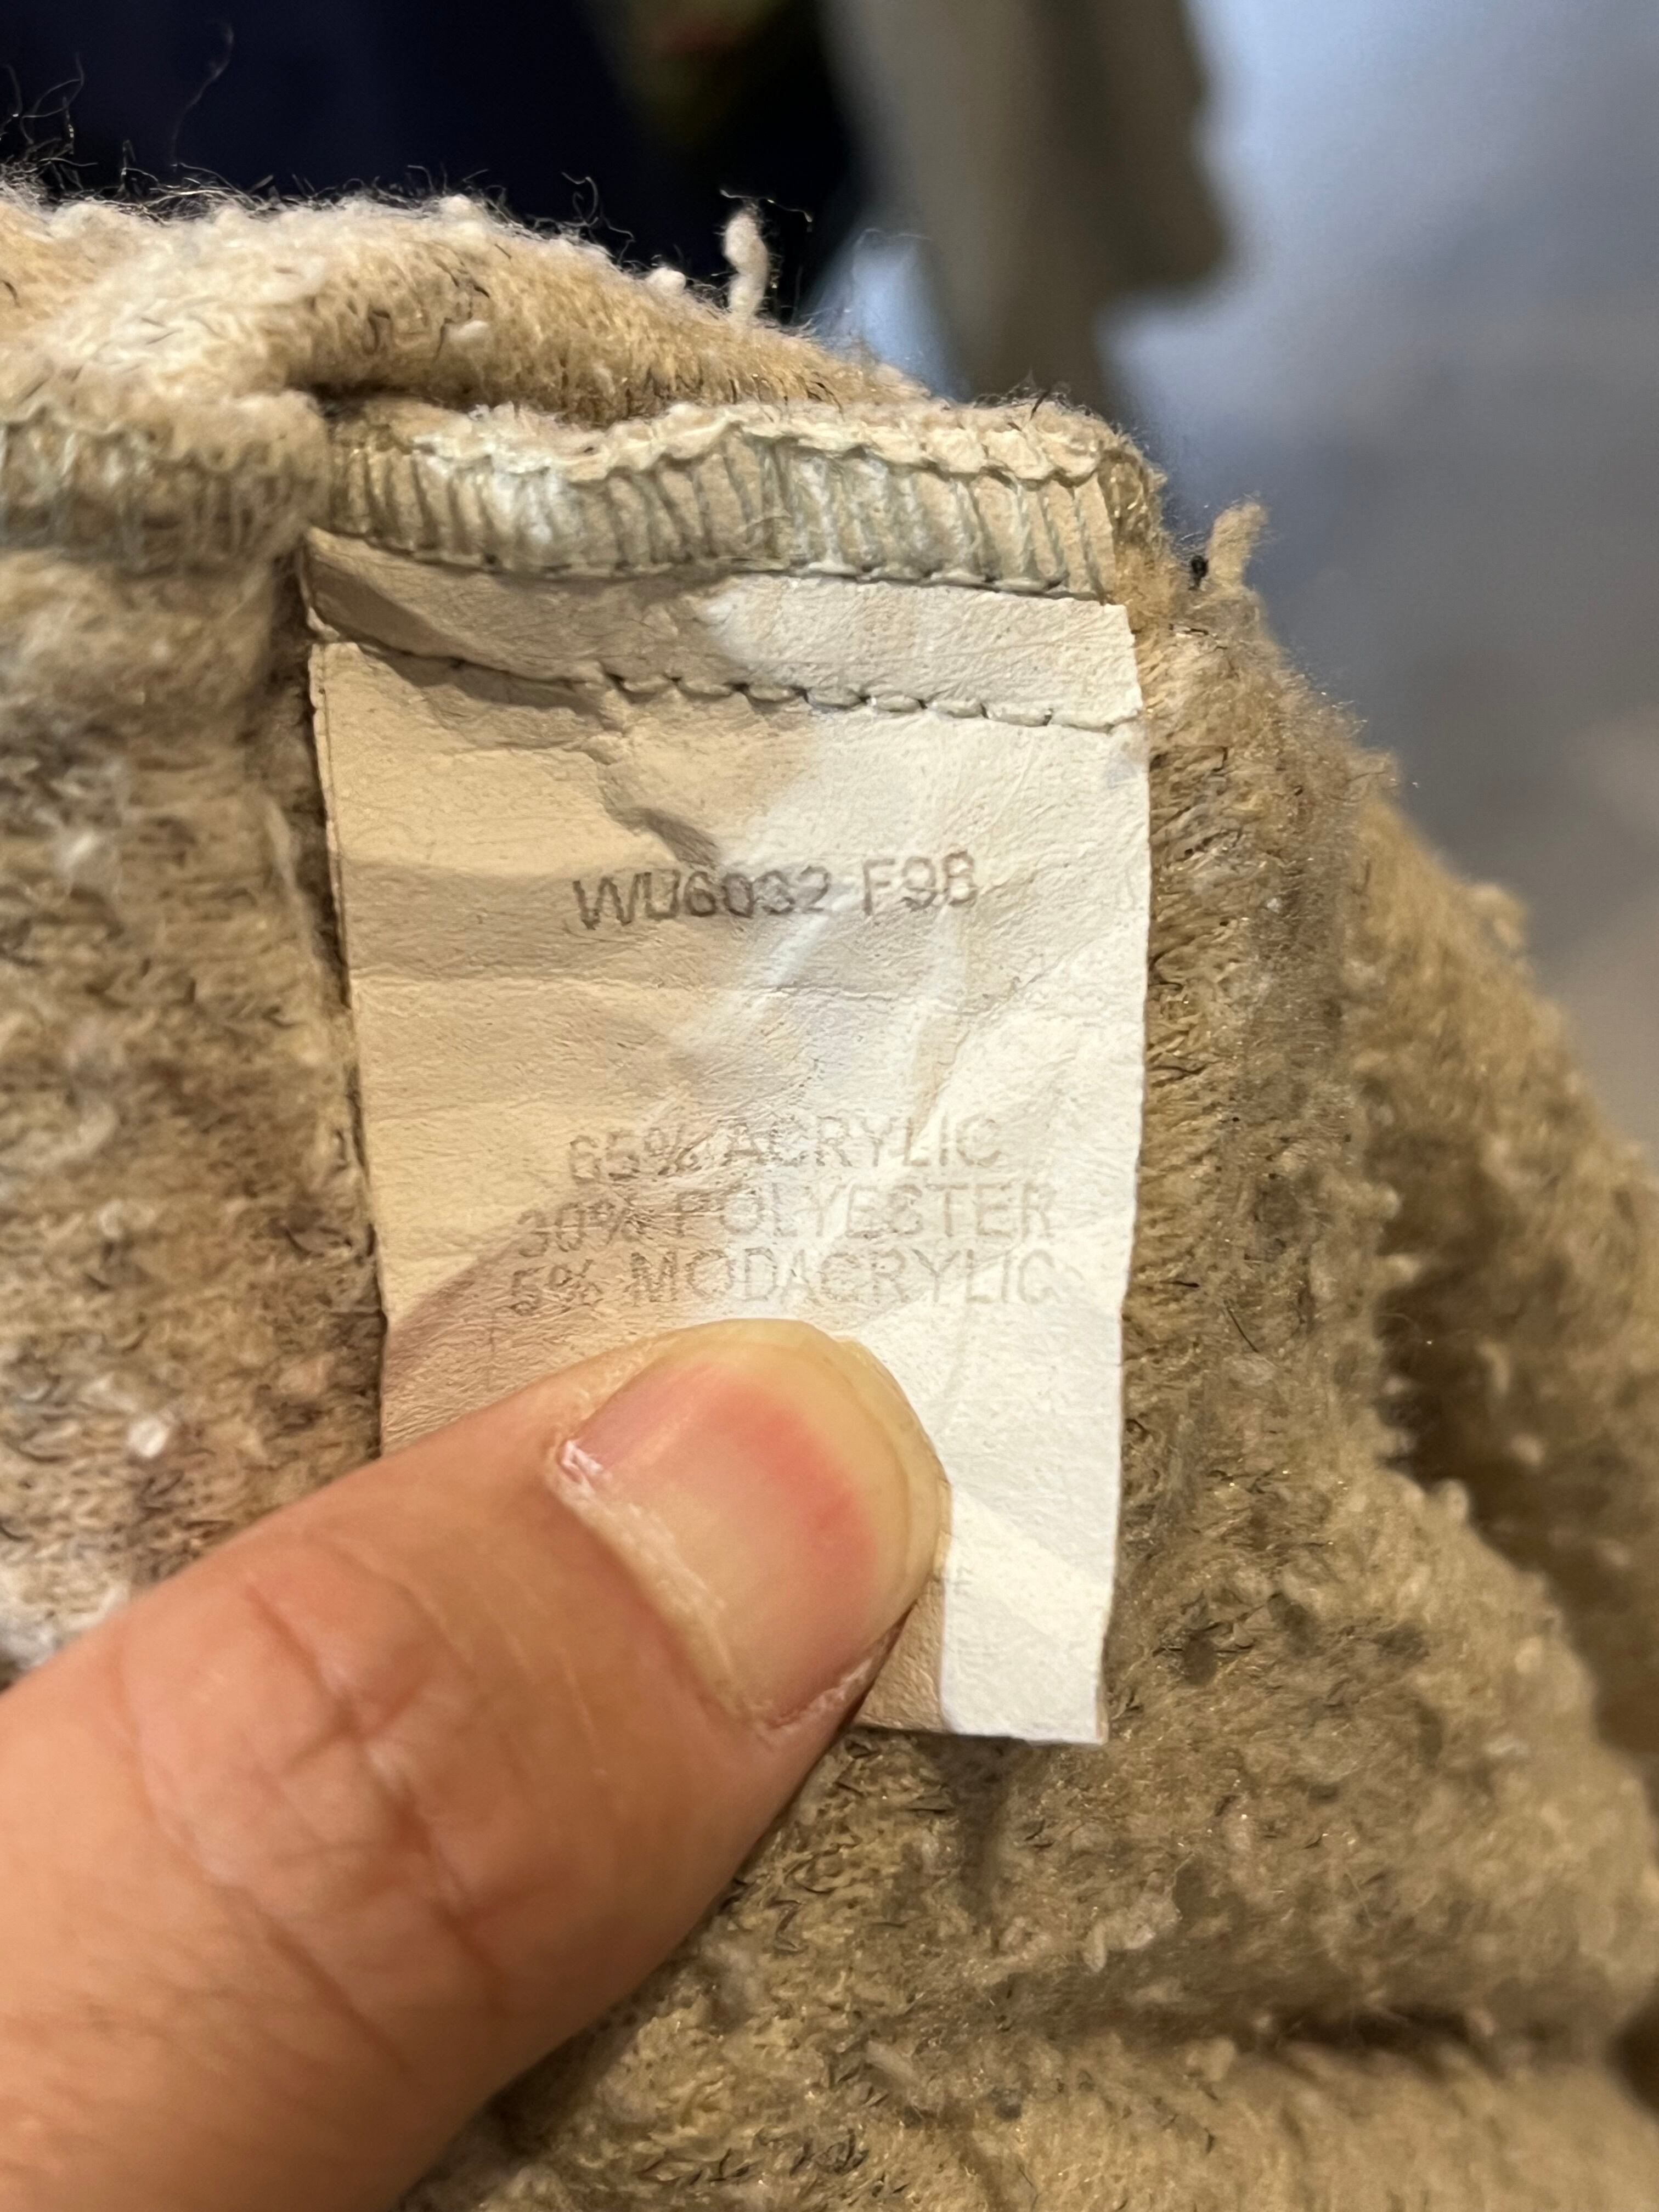 WU6032 F98
65% ACRYLIC
30% POLYESTER
5% MODACRYLIC